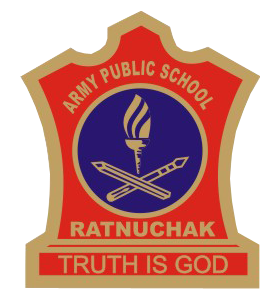 ARMY PUBLIC SCHOOL
RATNUCHAK
TRUTH IS GOD